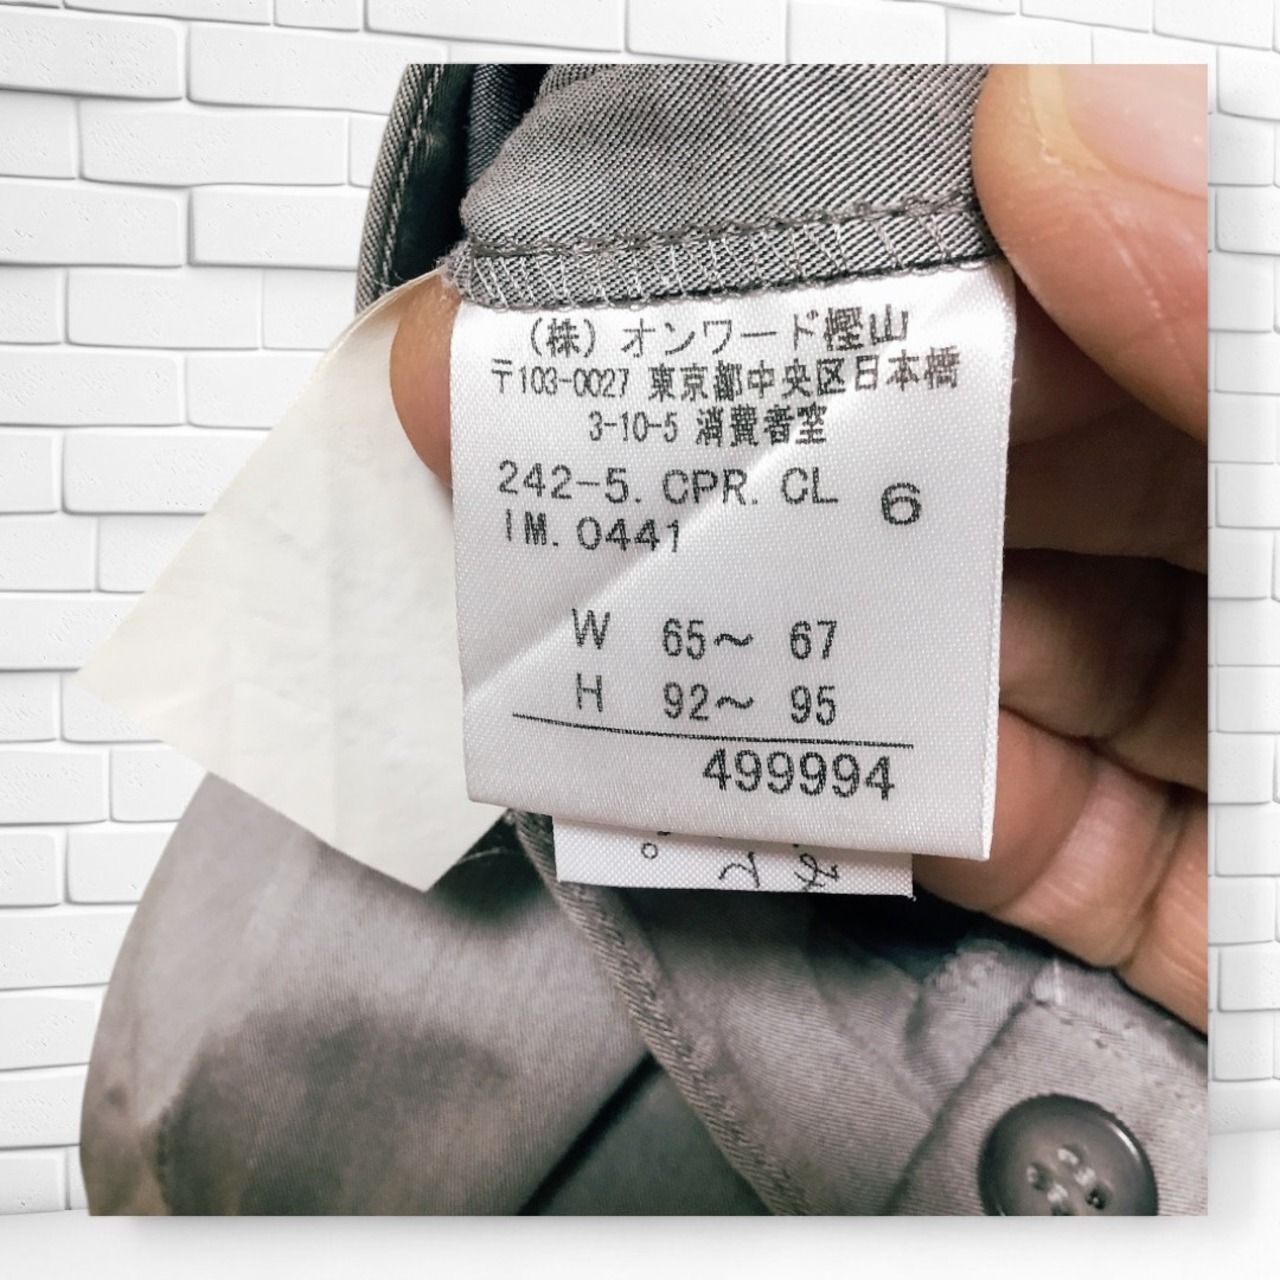 （株）オンワード樫山
〒103-0027 東京都中央区日本橋
3-10-5 消費者室
242-5. CPR. CL 6
IM. 0441
W 65～ 67
H 92～ 95
499994